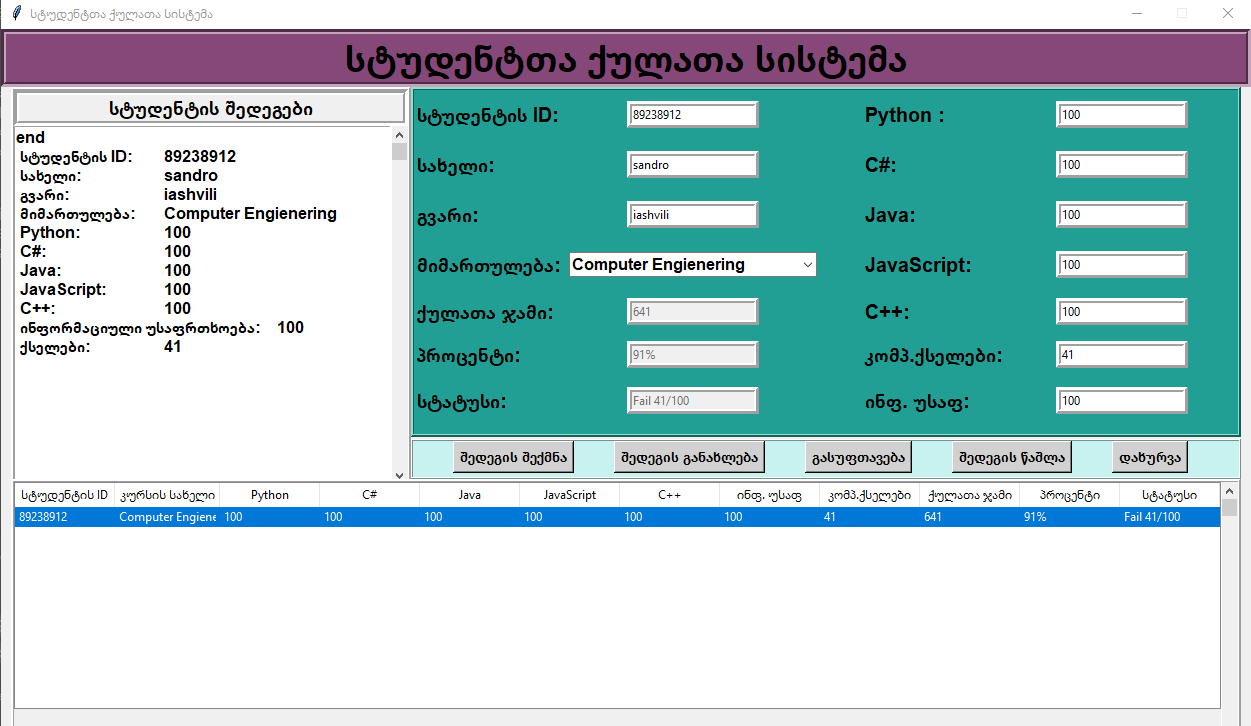 სტუდენტთა ქულათა სისტემა
სტუდენტთა ქულათა სისტემა
სტუდენტის შედეგები
end
სტუდენტის ID: 89238912
სახელი: sandro
გვარი: iashvili
მიმართულება: Computer Engienering
Python: 100
C#: 100
Java: 100
JavaScript: 100
C++: 100
ინფორმაციული უსაფრთხოება: 100
ქსელები: 41
სტუდენტის ID: 89238912 Python : 100
სახელი: sandro C#: 100
გვარი: iashvili Java: 100
მიმართულება: Computer Engienering JavaScript: 100
ქულათა ჯამი: 641 C++: 100
პროცენტი: 91% კომპ.ქსელები: 41
სტატუსი: Fail 41/100 ინფ. უსაფ: 100
შედეგის შექმნა შედეგის განახლება გასუფთავება შედეგის წაშლა დახურვა
სტუდენტის ID კურსის სახელი Python C# Java JavaScript C++ ინფ. უსაფ კომპ.ქსელები ქულათა ჯამი პროცენტი სტატუსი
89238912 Computer Engiene 100 100 100 100 100 100 41 641 91% Fail 41/100